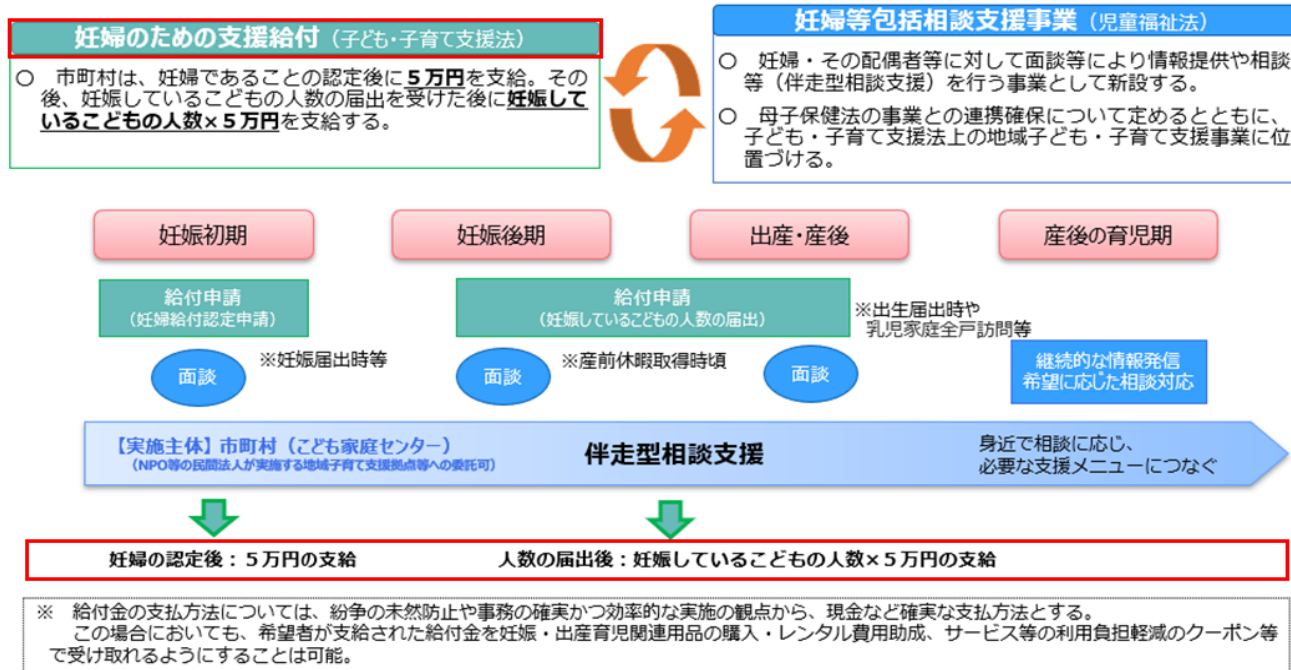 妊婦のための支援給付（子ども・子育て支援法）
○　市町村は、妊婦であることの認定後に５万円を支給。その
後、妊娠しているこどもの人数の届出を受けた後に妊娠して
いるこどもの人数×５万円を支給する。
妊婦等包括相談支援事業（児童福祉法）
○　妊婦・その配偶者等に対して面談等により情報提供や相談
等（伴走型相談支援）を行う事業として新設する。
○　母子保健法の事業との連携確保について定めるとともに、
子ども・子育て支援法上の地域子ども・子育て支援事業に位
置づける。
妊娠初期
妊娠後期
出産・産後
産後の育児期
給付申請
（妊婦給付認定申請）
給付申請
（妊娠しているこどもの人数の届出）
※出生届出時や
乳児家庭全戸訪問等
面談
※妊娠届出時等
面談
※産前休暇取得時頃
面談
継続的な情報発信
希望に応じた相談対応
【実施主体】市町村（こども家庭センター）
（NPO等の民間法人が実施する地域子育て支援拠点等への委託可）
伴走型相談支援
身近で相談に応じ、
必要な支援メニューにつなぐ
妊婦の認定後：５万円の支給
人数の届出後：妊娠しているこどもの人数×５万円の支給
※　給付金の支払方法については、紛争の未然防止や事務の確実かつ効率的な実施の観点から、現金など確実な支払方法とする。
この場合においても、希望者が支給された給付金を妊娠・出産育児関連用品の購入・レンタル費用助成、サービス等の利用負担軽減のクーポン等
で受け取れるようにすることは可能。